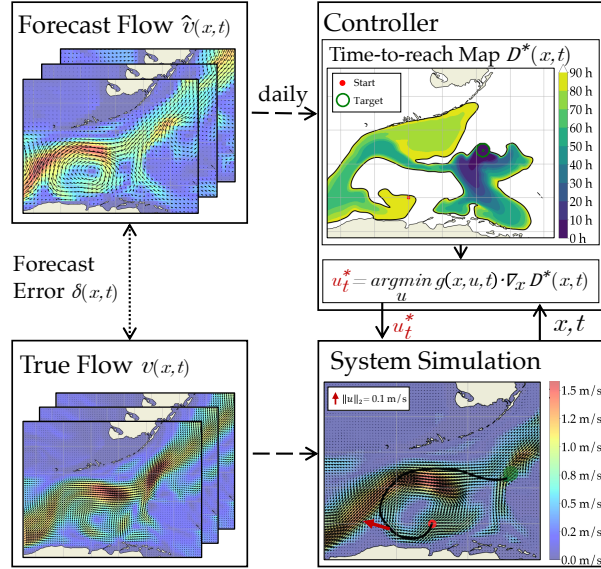 Forecast Flow v̂(x,t)
daily
Forecast
Error δ(x,t)
True Flow v(x,t)
Controller
Time-to-reach Map D*(x,t)
Start
Target
90 h
80 h
70 h
60 h
50 h
40 h
30 h
20 h
10 h
0 h
u*ₜ = argmin g(x,u,t)·∇ₓ D*(x,t)
u
u*ₜ
x,t
System Simulation
‖u‖₂ = 0.1 m/s
1.5 m/s
1.2 m/s
1.0 m/s
0.8 m/s
0.5 m/s
0.2 m/s
0.0 m/s